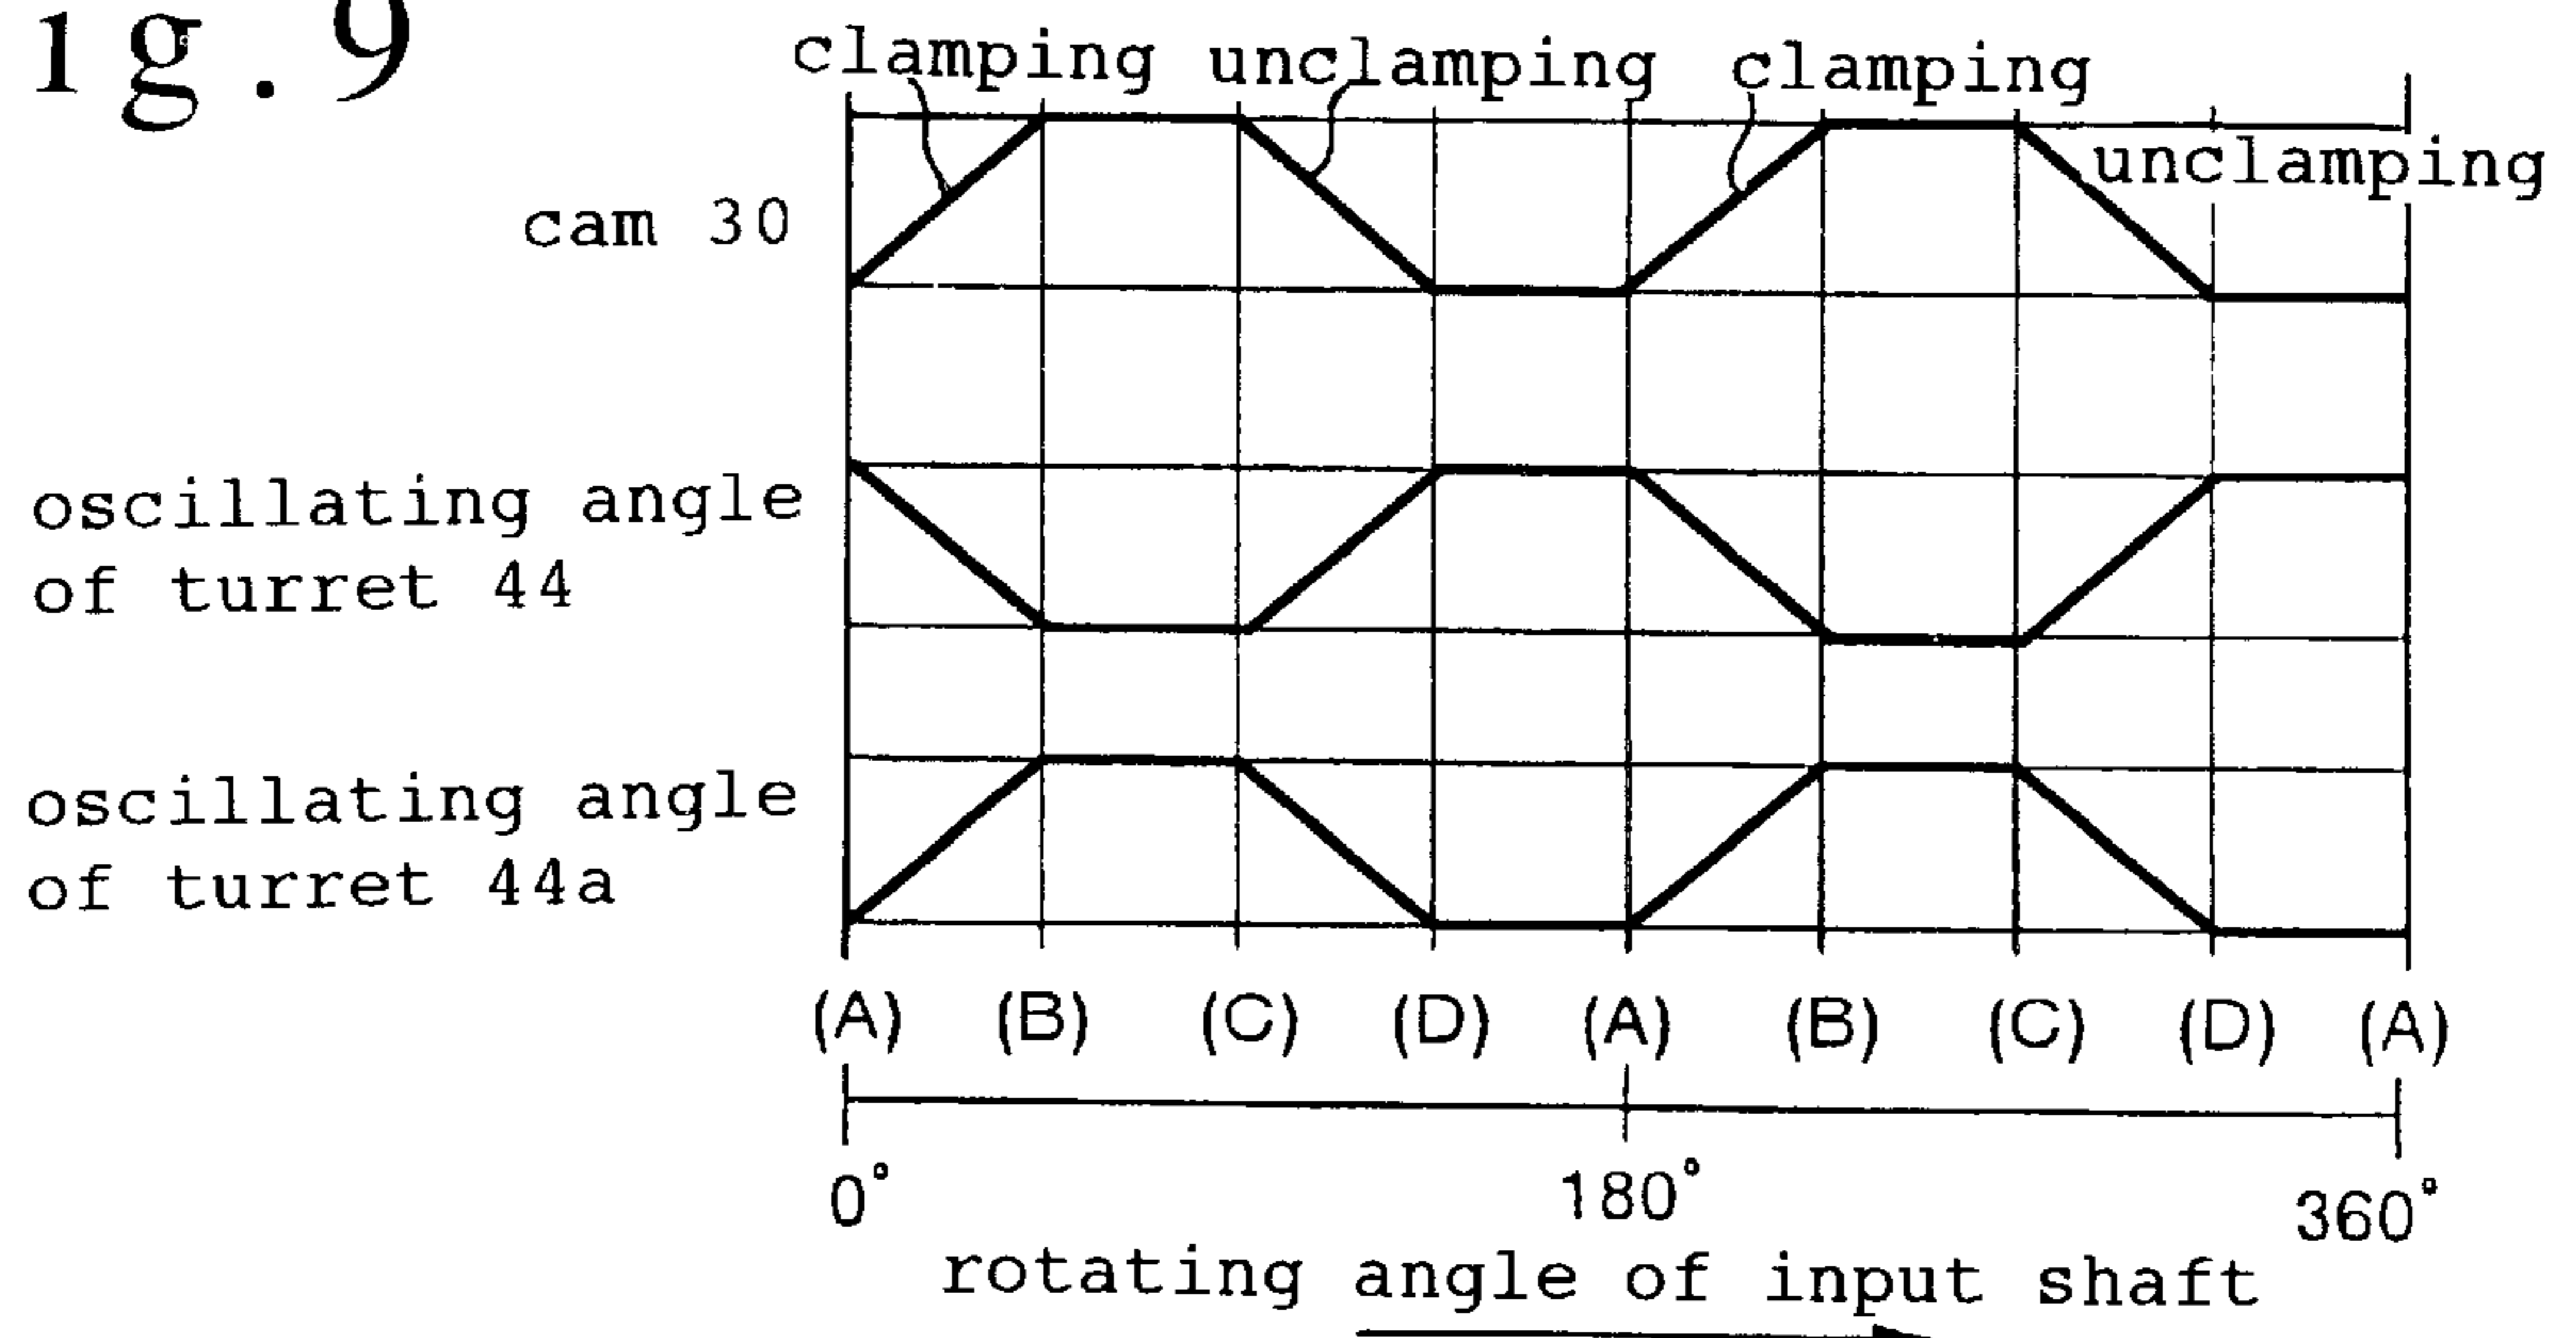 ig.9
clamping unclamping clamping
unclamping
cam 30
oscillating angle
of turret 44
oscillating angle
of turret 44a
(A) (B) (C) (D) (A) (B) (C) (D) (A)
0° 180° 360°
rotating angle of input shaft